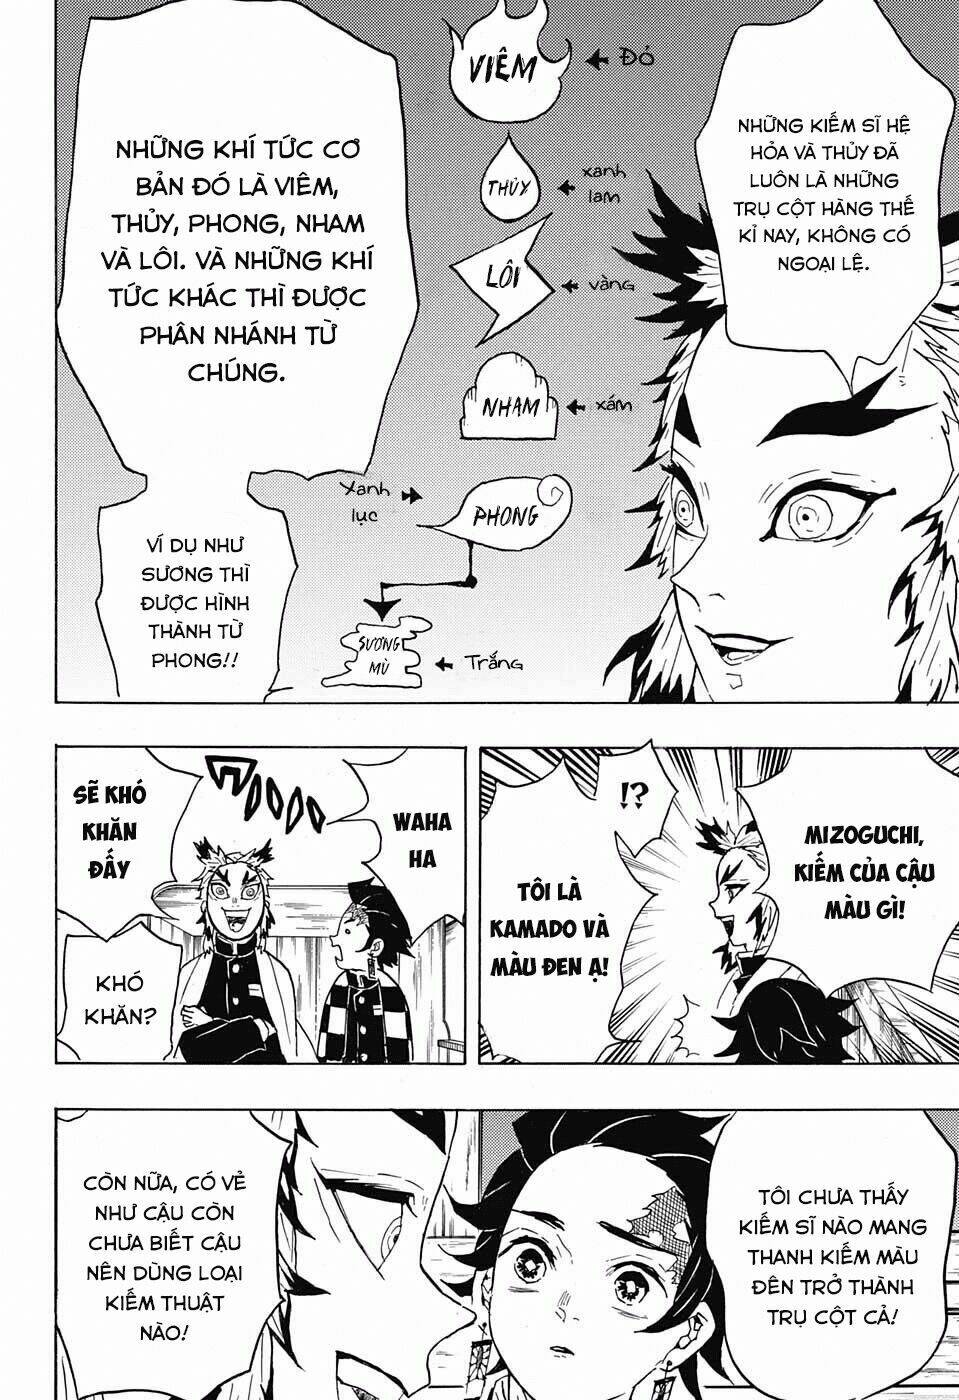 NHỮNG KIẾM SĨ HỆ
HỎA VÀ THỦY ĐÃ
LUÔN LÀ NHỮNG
TRỤ CỘT HÀNG THẾ
KỈ NAY, KHÔNG CÓ
NGOẠI LỆ.
VIÊM
Đỏ
THỦY
xanh
lam
LÔI
vàng
NHAM
xám
Xanh
lục
PHONG
SƯƠNG
MÙ
Trắng
NHỮNG KHÍ TỨC CƠ
BẢN ĐÓ LÀ VIÊM,
THỦY, PHONG, NHAM
VÀ LÔI. VÀ NHỮNG KHÍ
TỨC KHÁC THÌ ĐƯỢC
PHÂN NHÁNH TỪ
CHÚNG.
VÍ DỤ NHƯ
SƯƠNG THÌ
ĐƯỢC HÌNH
THÀNH TỪ
PHONG!!
MIZOGUCHI,
KIẾM CỦA CẬU
MÀU GÌ!
!?
TÔI LÀ
KAMADO VÀ
MÀU ĐEN Ạ!
WAHA
HA
SẼ KHÓ
KHĂN
ĐẤY
KHÓ
KHĂN?
TÔI CHƯA THẤY
KIẾM SĨ NÀO MANG
THANH KIẾM MÀU
ĐÊN TRỞ THÀNH
TRỤ CỘT CẢ!
CÒN NỮA, CÓ VẺ
NHƯ CẬU CÒN
CHƯA BIẾT CẬU
NÊN DÙNG LOẠI
KIẾM THUẬT
NÀO!